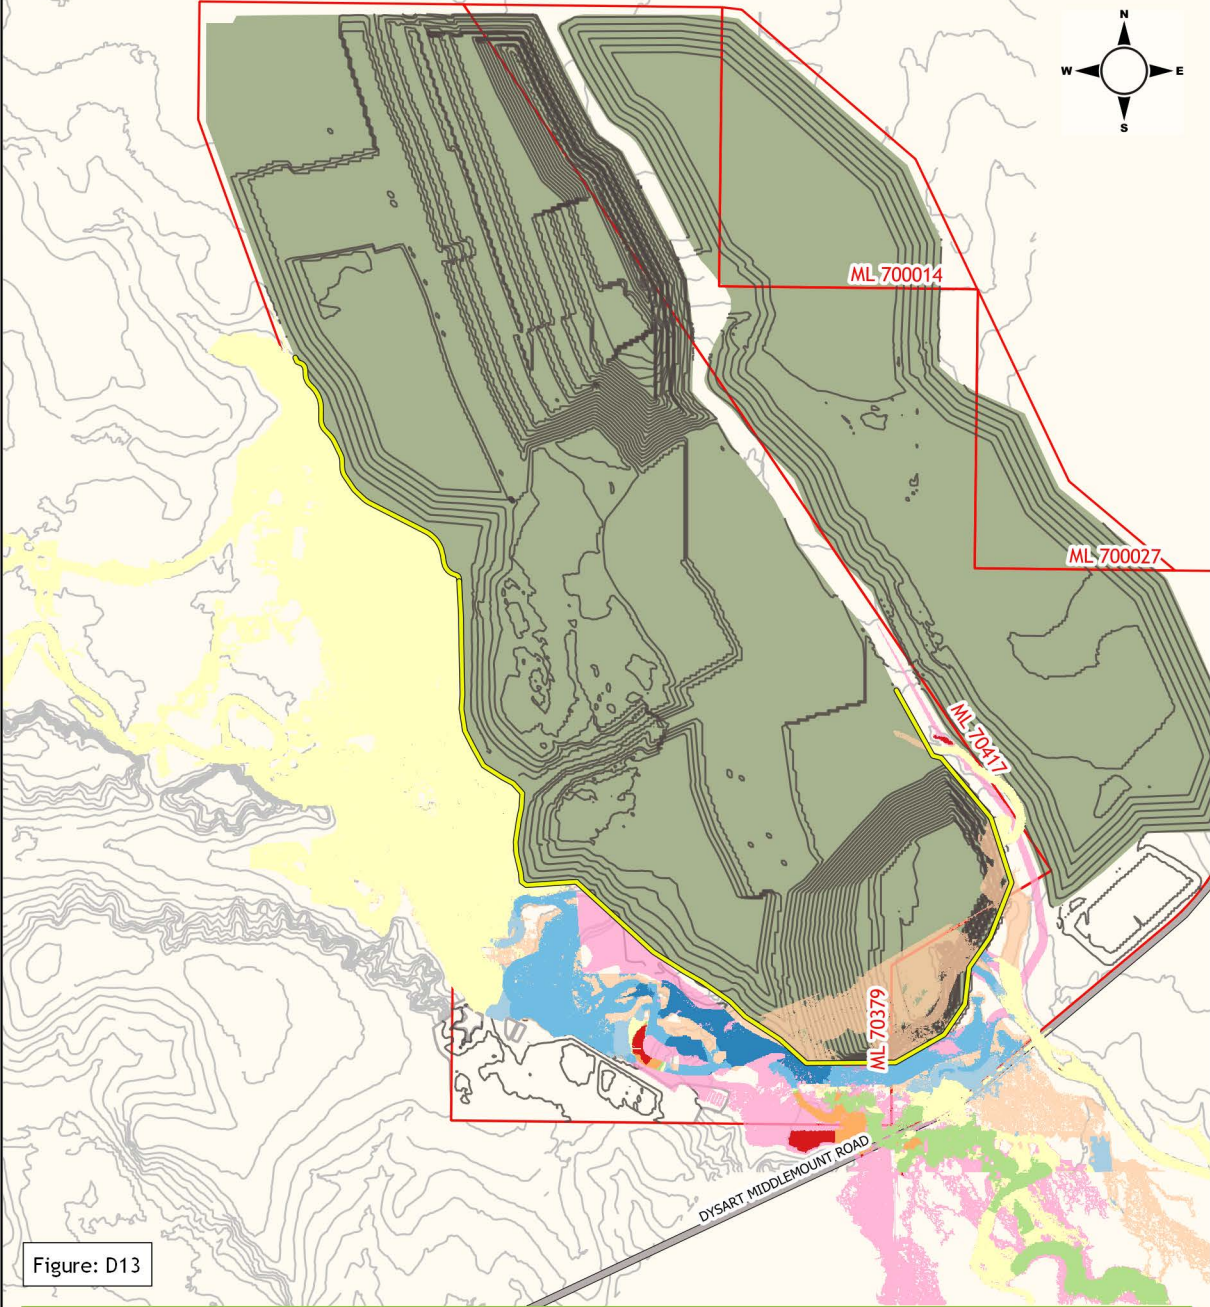 N
W E
S
ML 700014
ML 700027
ML 70417
ML 70379
DYSART MIDDLEMOUNT ROAD
Figure: D13